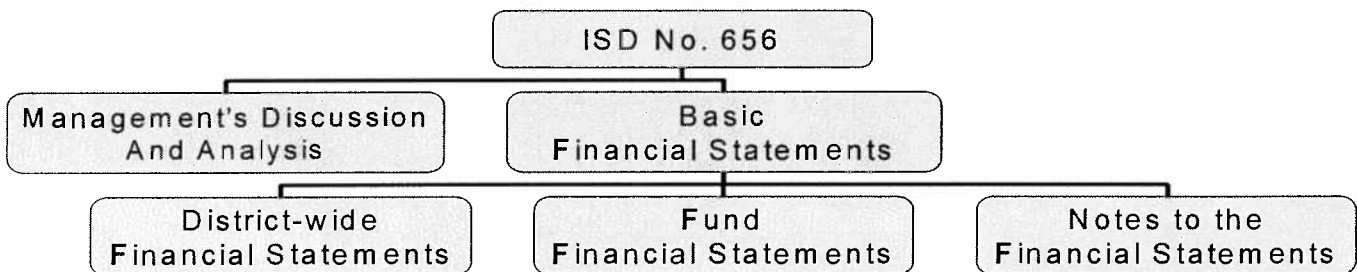 ISD No. 656
Management's Discussion
And Analysis
Basic
Financial Statements
District-wide
Financial Statements
Fund
Financial Statements
Notes to the
Financial Statements